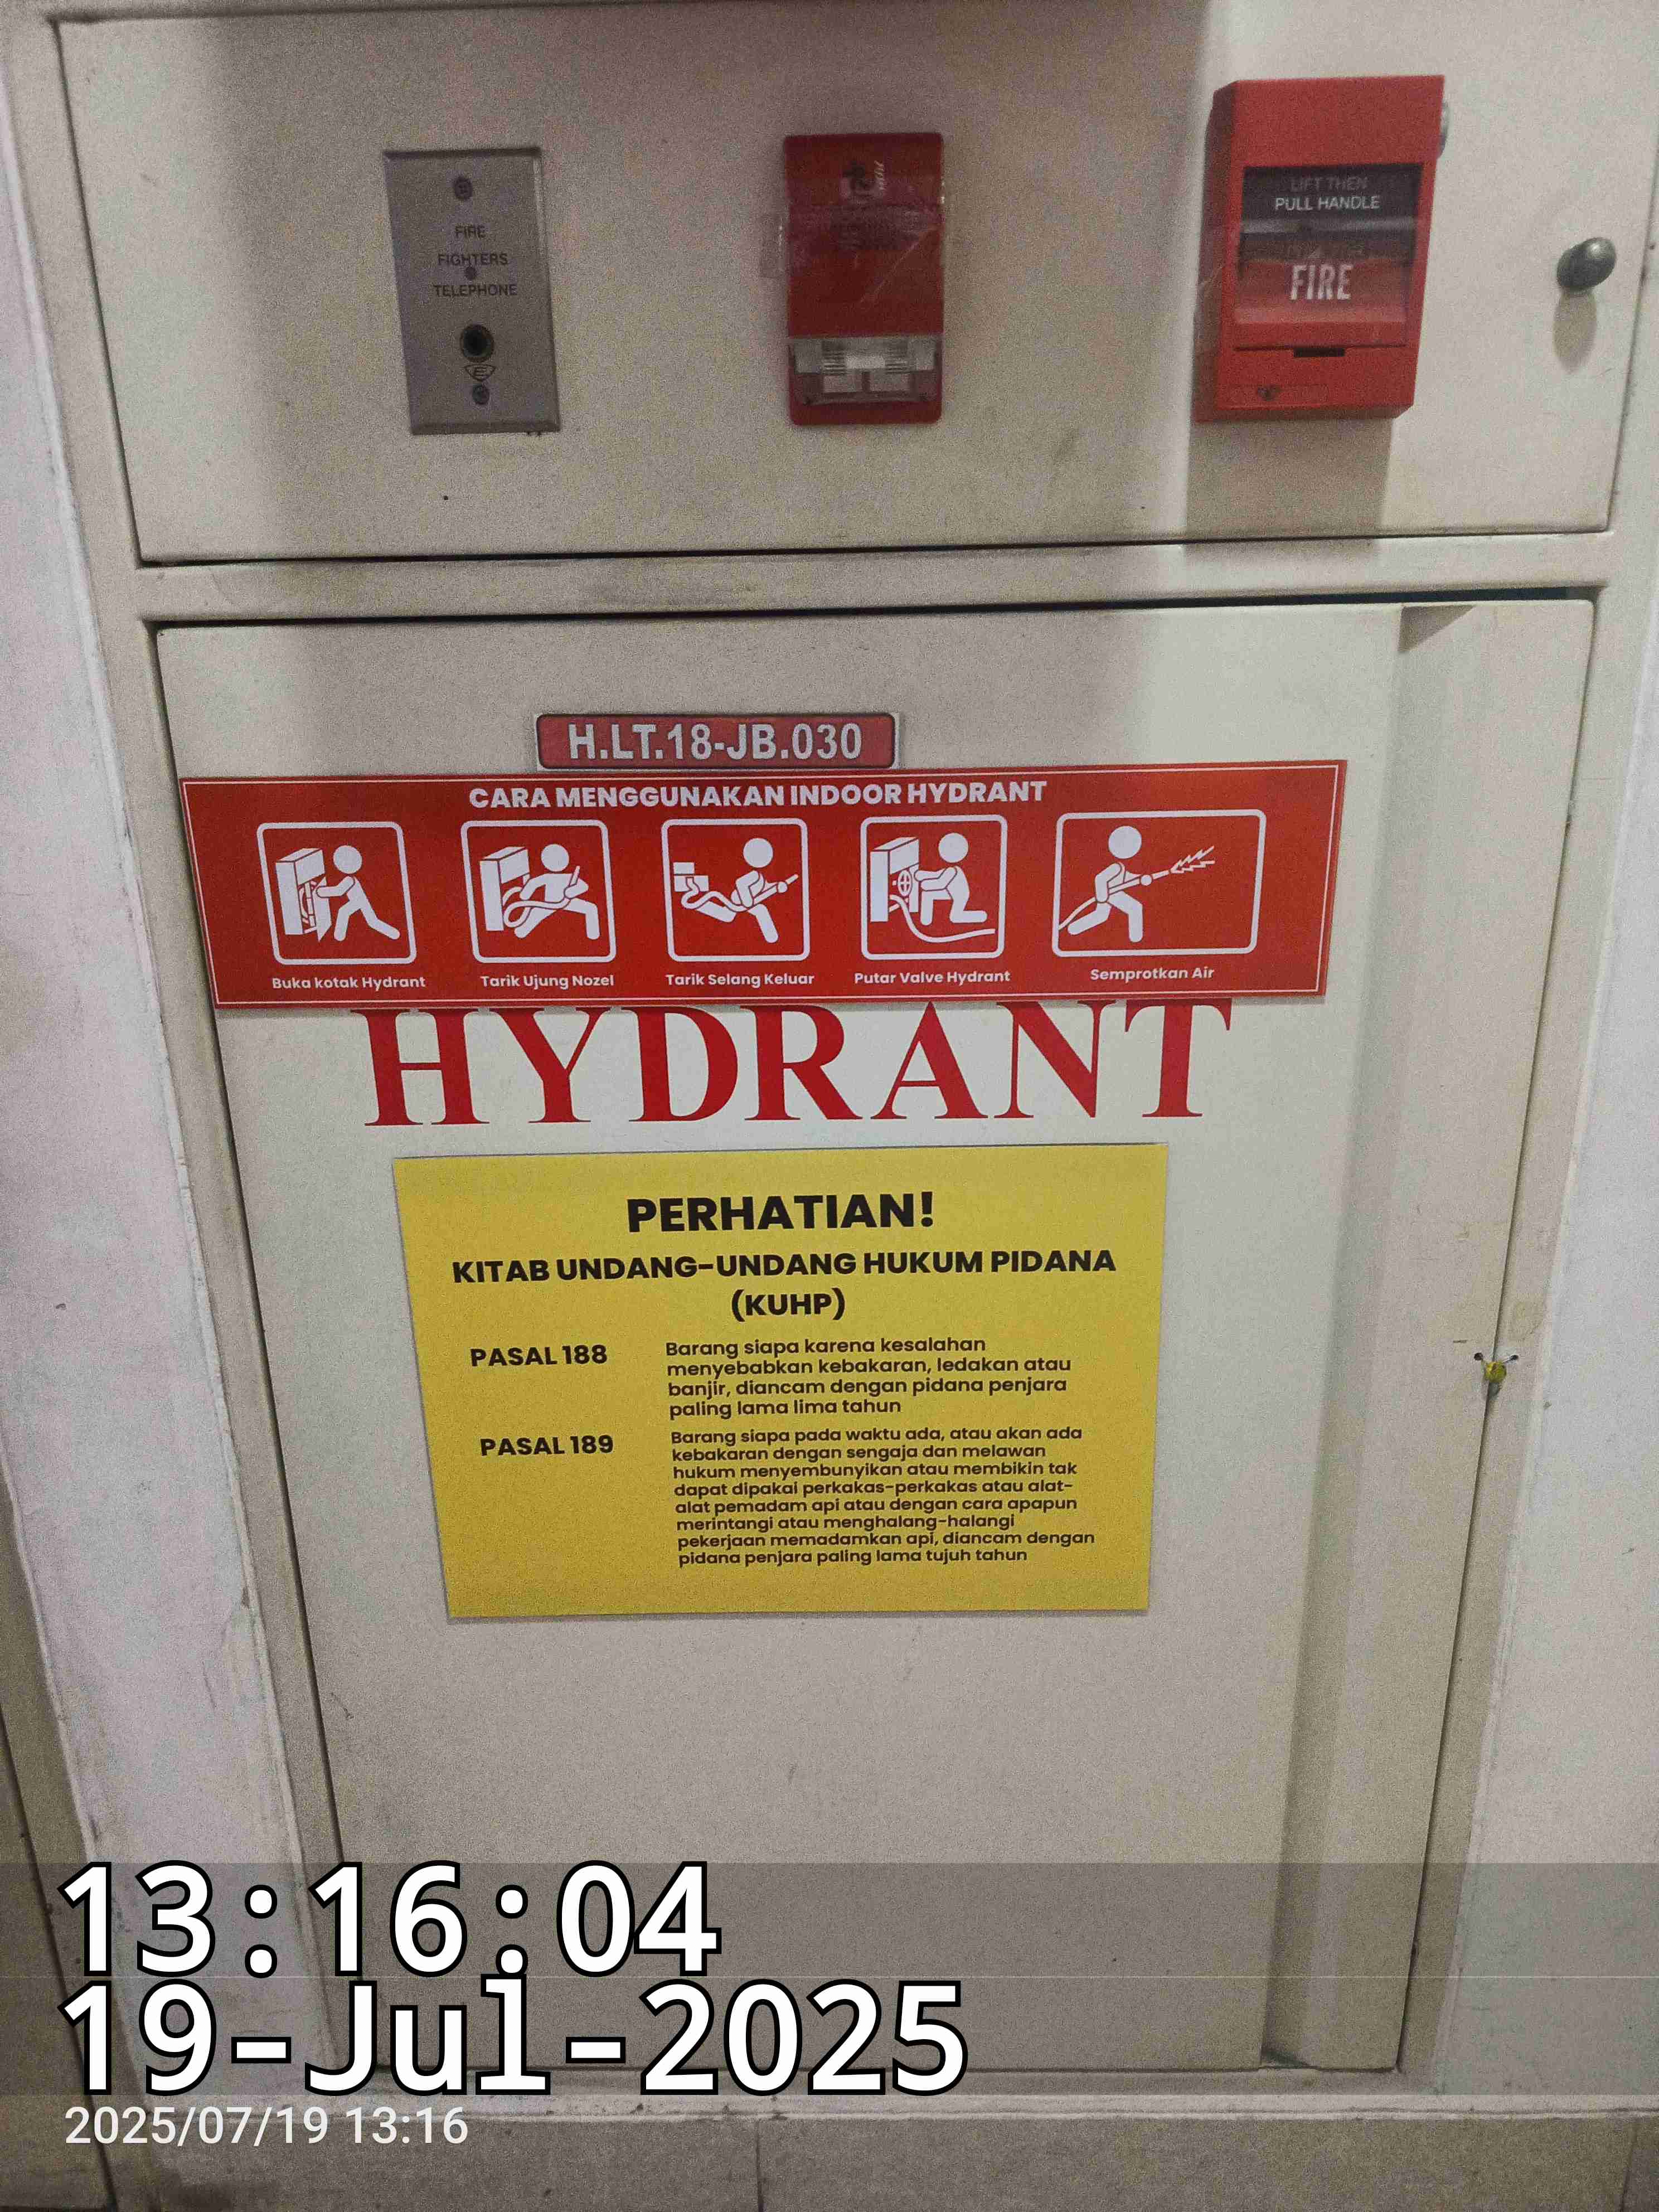 FIRE
FIGHTERS
TELEPHONE
LIFT THEN
PULL HANDLE
FIRE
H.LT.18-JB.030
CARA MENGGUNAKAN INDOOR HYDRANT
Buka kotak Hydrant
Tarik Ujung Nozel
Tarik Selang Keluar
Putar Valve Hydrant
Semprotkan Air
HYDRANT
PERHATIAN!
KITAB UNDANG-UNDANG HUKUM PIDANA
(KUHP)
PASAL 188
Barang siapa karena kesalahan
menyebabkan kebakaran, ledakan atau
banjir, diancam dengan pidana penjara
paling lama lima tahun
PASAL 189
Barang siapa pada waktu ada, atau akan ada
kebakaran dengan sengaja dan melawan
hukum menyembunyikan atau membikin tak
dapat dipakai perkakas-perkakas atau alat-
alat pemadam api atau dengan cara apapun
merintangi atau menghalang-halangi
pekerjaan memadamkan api, diancam dengan
pidana penjara paling lama tujuh tahun
13:16:04
19-Jul-2025
2025/07/19 13:16